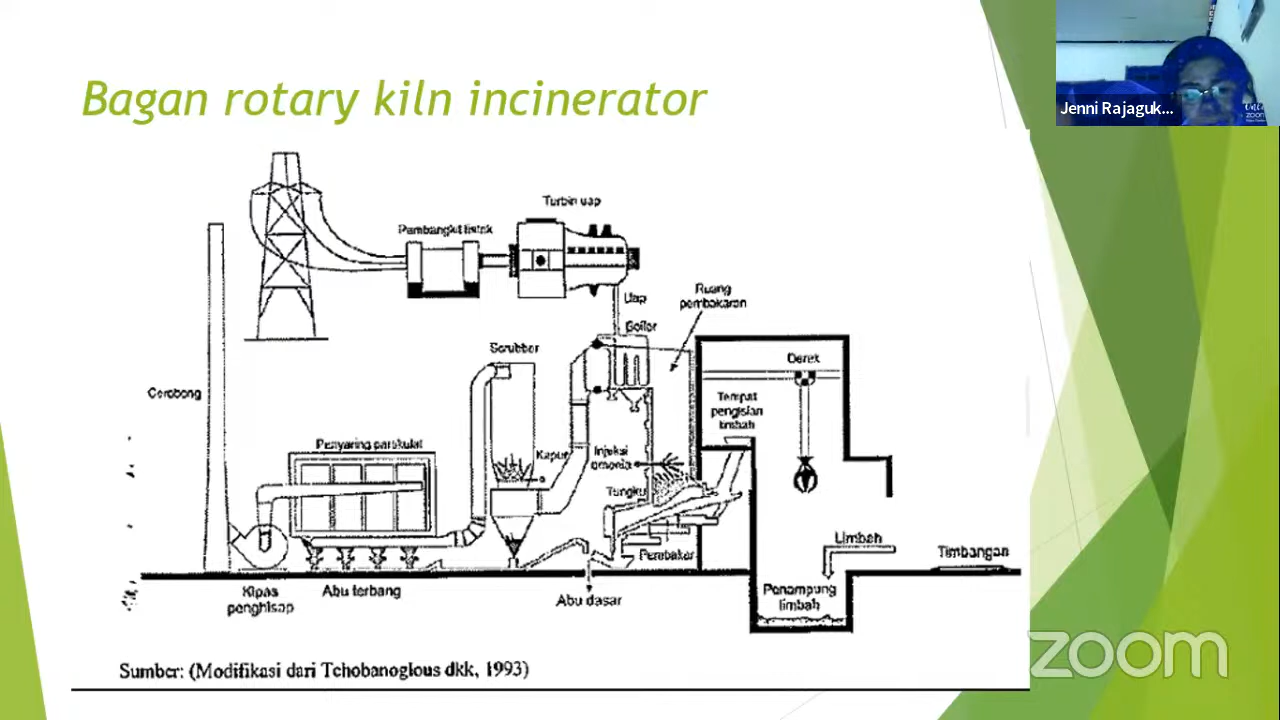 Bagan rotary kiln incinerator
Jenni Rajaguk...
zoom
Turbin uap
Pembangkit listrik
Uap
Ruang
pembakaran
Boiler
Scrubber
Derek
Cerobong
Tempat
pengisian
limbah
Penyaring partikulat
Kapur
Injeksi
amonia
Tungku
Pembakar
Limbah
Timbangan
Kipas
penghisap
Abu terbang
Abu dasar
Penampung
limbah
zoom
Sumber: (Modifikasi dari Tchobanoglous dkk, 1993)